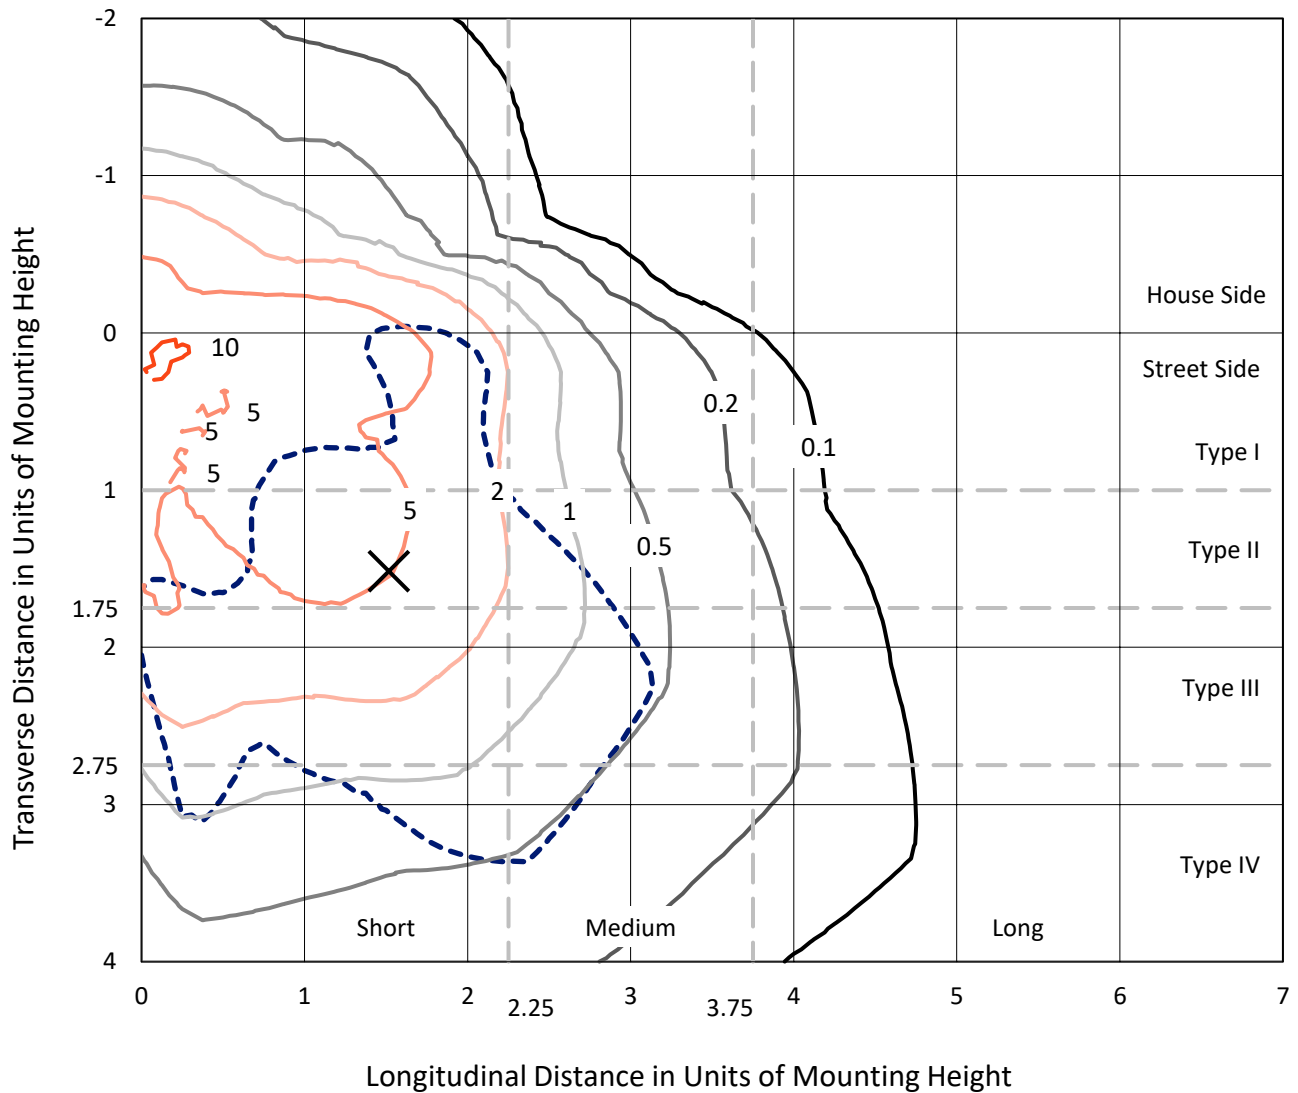 -2
-1
0
1
1.75
2
2.75
3
4
Transverse Distance in Units of Mounting Height
House Side
Street Side
Type I
Type II
Type III
Type IV
10
5
5
5
5
2
1
0.5
0.2
0.1
Short
Medium
Long
0
1
2
2.25
3
3.75
4
5
6
7
Longitudinal Distance in Units of Mounting Height